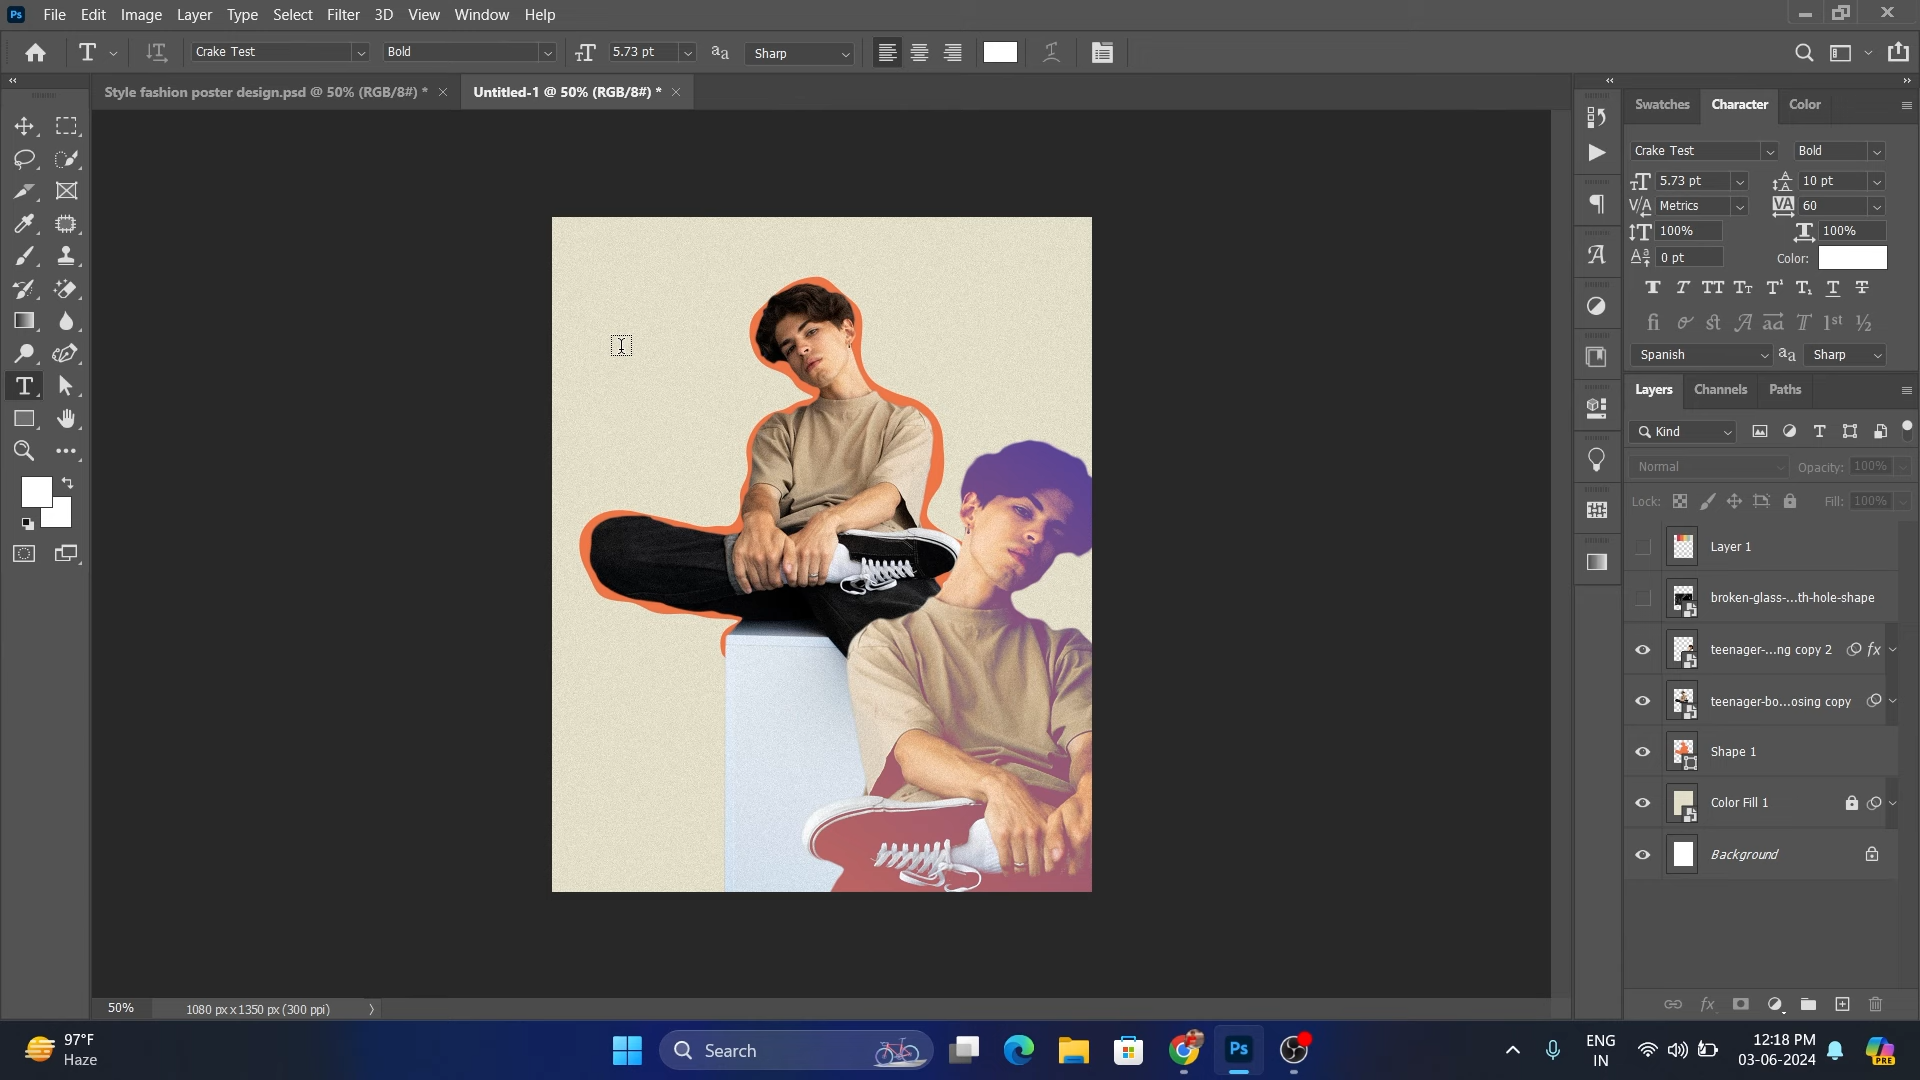 Ps File Edit Image Layer Type Select Filter 3D View Window Help
Crake Test Bold 5.73 pt aa Sharp
Style fashion poster design.psd @ 50% (RGB/8#) * Untitled-1 @ 50% (RGB/8#) *
Swatches Character Color
Crake Test Bold
5.73 pt 10 pt
Metrics 60
100% 100%
0 pt Color:
Spanish aa Sharp
Layers Channels Paths
Kind
Normal Opacity: 100%
Lock: Fill: 100%
Layer 1
broken-glass-...th-hole-shape
teenager-...ng copy 2 fx
teenager-bo...osing copy
Shape 1
Color Fill 1
Background
50% 1080 px x 1350 px (300 ppi)
97°F
Haze
Search
Ps
ENG
IN
12:18 PM
03-06-2024
PRE